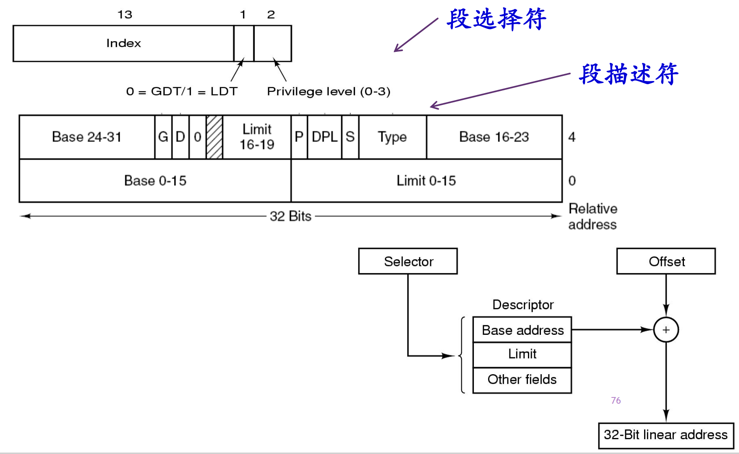 13 1 2
段选择符
Index
0 = GDT/1 = LDT Privilege level (0-3)
段描述符
Base 24-31 G D 0 Limit 16-19 P DPL S Type Base 16-23 4
Base 0-15 Limit 0-15 0
32 Bits
Relative
address
Selector Offset
Descriptor
Base address +
Limit
Other fields
76
32-Bit linear address